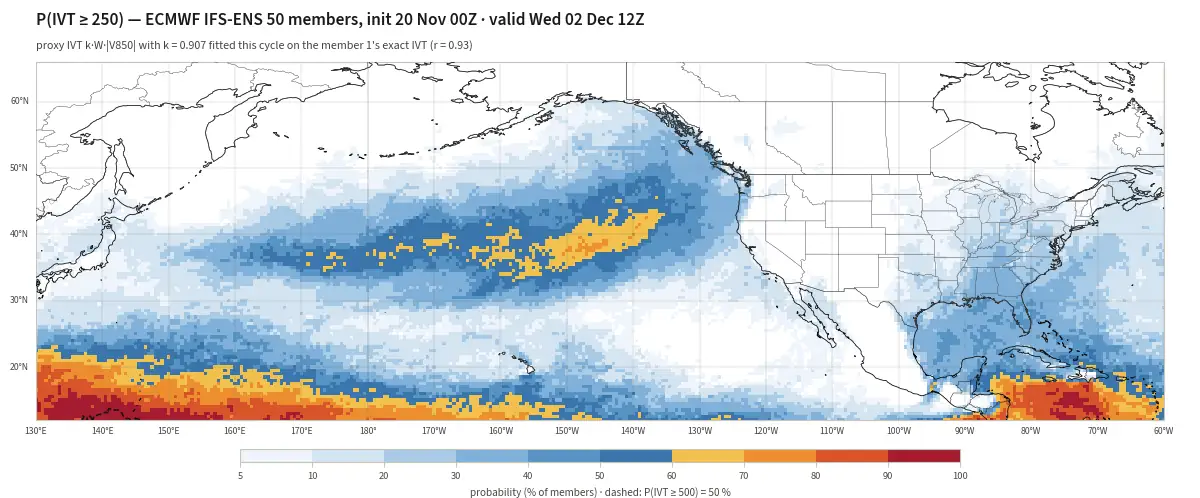 P(IVT ≥ 250) — ECMWF IFS-ENS 50 members, init 20 Nov 00Z · valid Wed 02 Dec 12Z
proxy IVT k·W·|V850| with k = 0.907 fitted this cycle on the member 1's exact IVT (r = 0.93)
60°N
50°N
40°N
30°N
20°N
130°E 140°E 150°E 160°E 170°E 180° 170°W 160°W 150°W 140°W 130°W 120°W 110°W 100°W 90°W 80°W 70°W 60°W
5 10 20 30 40 50 60 70 80 90 100
probability (% of members) · dashed: P(IVT ≥ 500) = 50 %